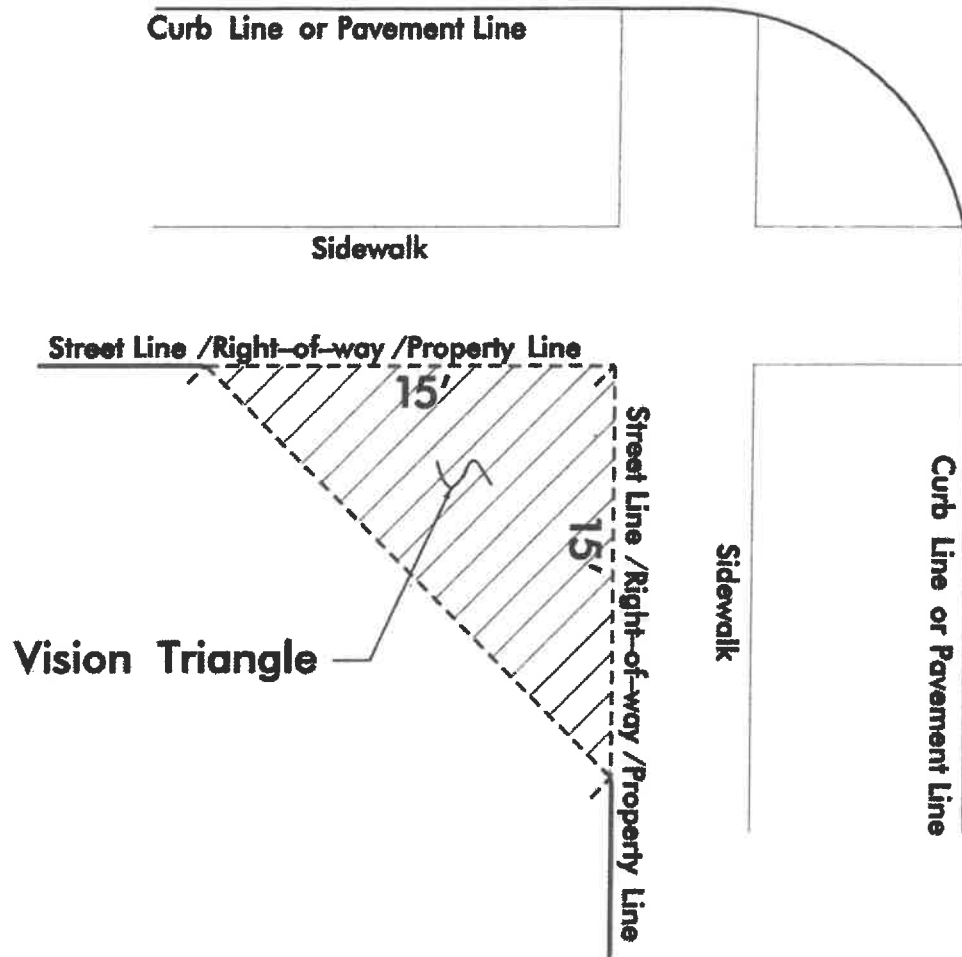 Curb Line or Pavement Line
Sidewalk
Street Line /Right-of-way /Property Line
15'
Street Line /Right-of-way /Property Line
15'
Sidewalk
Curb Line or Pavement Line
Vision Triangle